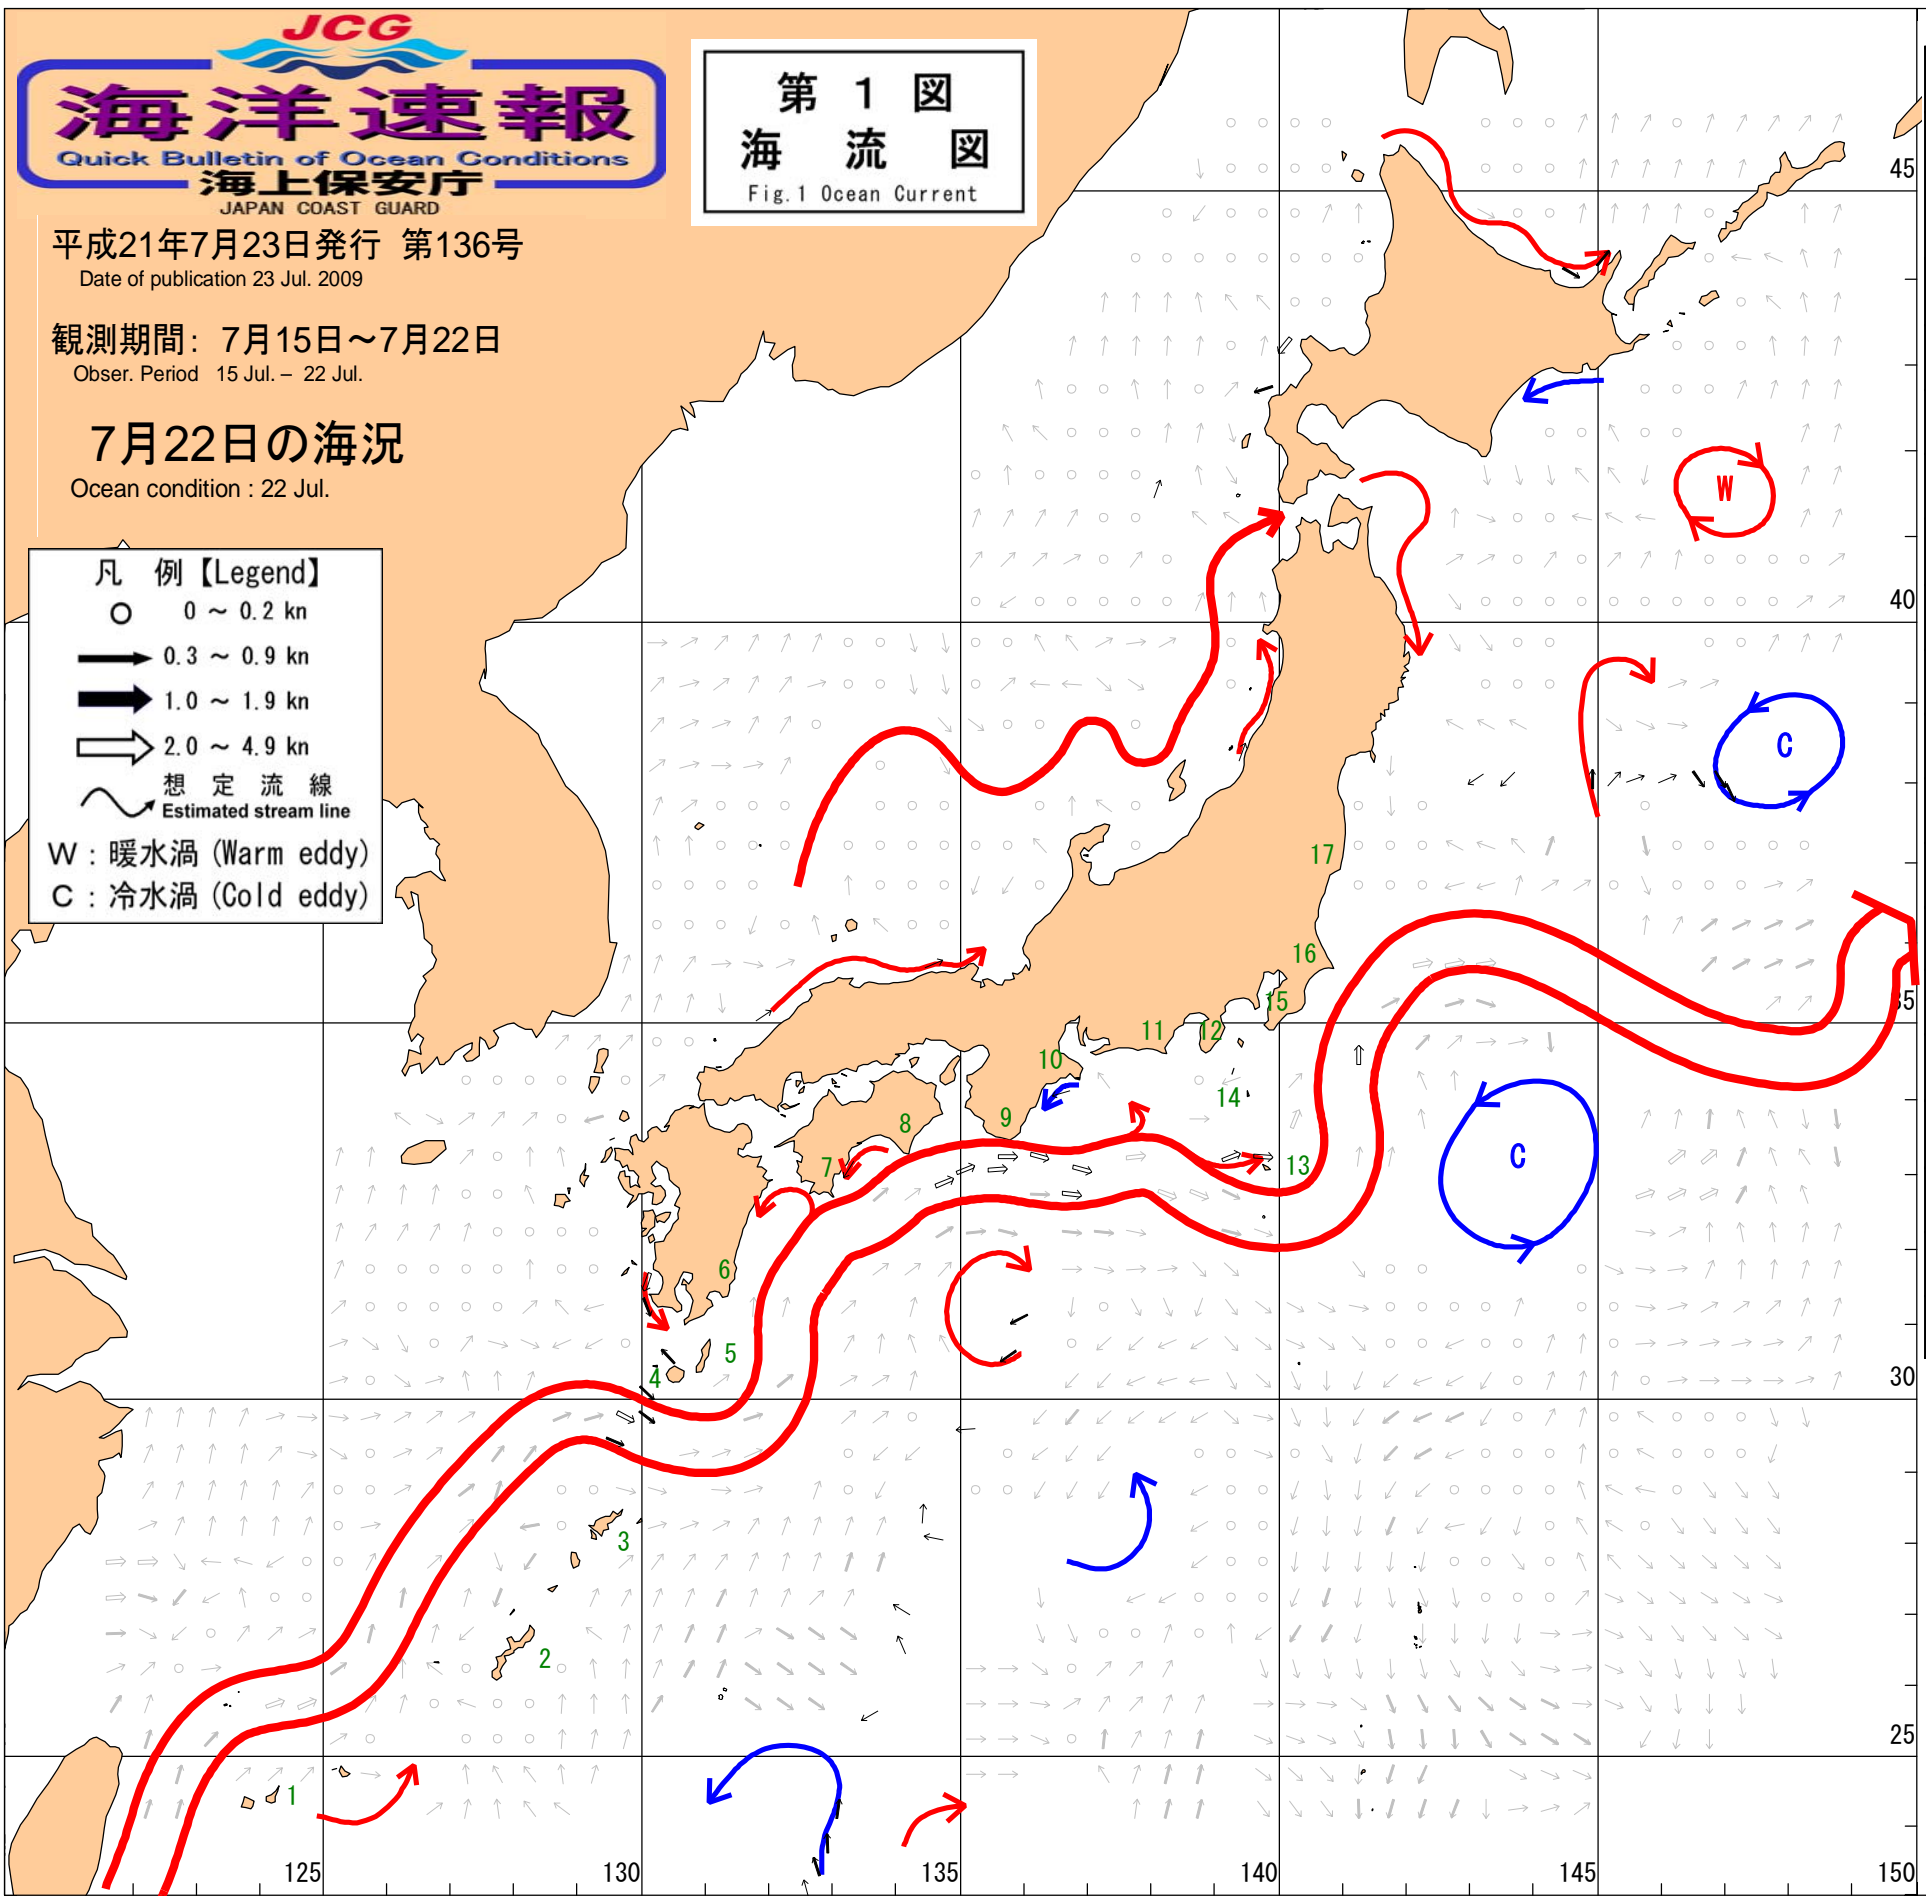 JCG
海洋速報
Quick Bulletin of Ocean Conditions
海上保安庁
JAPAN COAST GUARD
第 1 図
海 流 図
Fig.1 Ocean Current
平成21年7月23日発行 第136号
Date of publication 23 Jul. 2009
観測期間: 7月15日～7月22日
Obser. Period 15 Jul. – 22 Jul.
7月22日の海況
Ocean condition : 22 Jul.
凡 例【Legend】
0 ～ 0.2 kn
0.3 ～ 0.9 kn
1.0 ～ 1.9 kn
2.0 ～ 4.9 kn
想 定 流 線
Estimated stream line
W : 暖水渦 (Warm eddy)
C : 冷水渦 (Cold eddy)
45
W
40
C
17
16
15
35
11
12
10
14
9
8
7
13
C
6
5
4
30
3
2
25
1
125
130
135
140
145
150